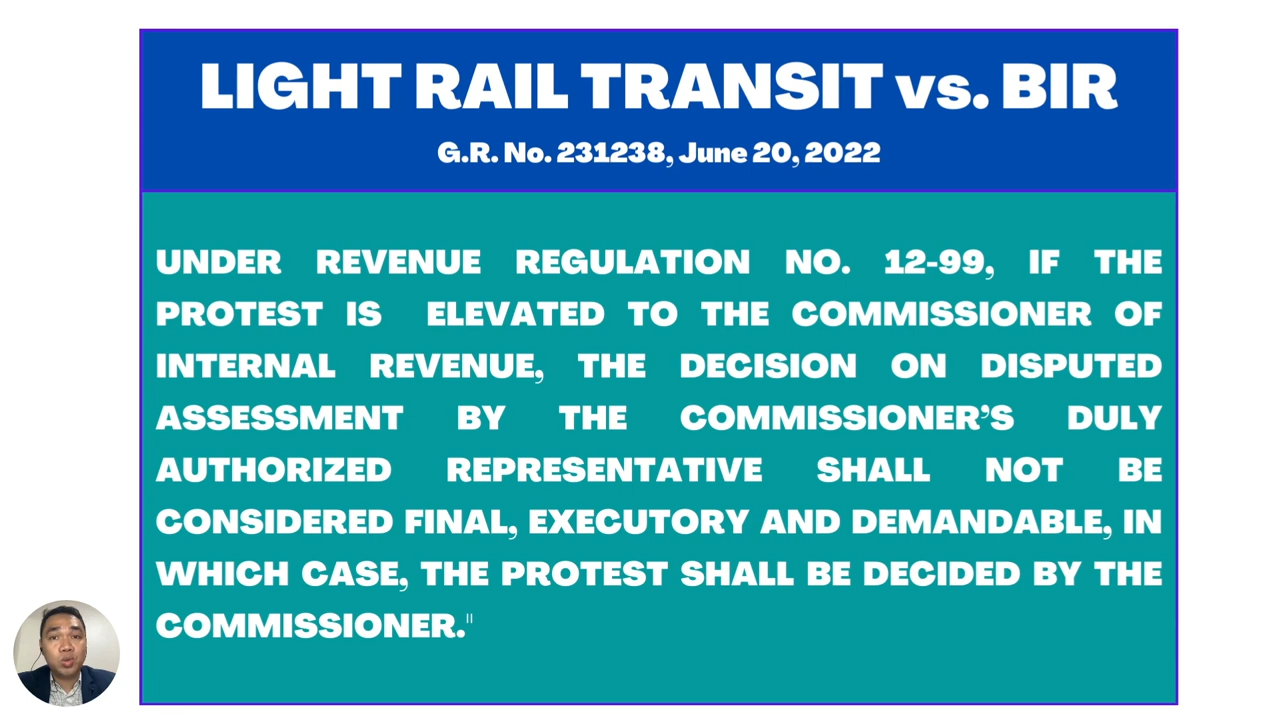 LIGHT RAIL TRANSIT vs. BIR
G.R. No. 231238, June 20, 2022
UNDER REVENUE REGULATION NO. 12-99, IF THE
PROTEST IS ELEVATED TO THE COMMISSIONER OF
INTERNAL REVENUE, THE DECISION ON DISPUTED
ASSESSMENT BY THE COMMISSIONER’S DULY
AUTHORIZED REPRESENTATIVE SHALL NOT BE
CONSIDERED FINAL, EXECUTORY AND DEMANDABLE, IN
WHICH CASE, THE PROTEST SHALL BE DECIDED BY THE
COMMISSIONER."